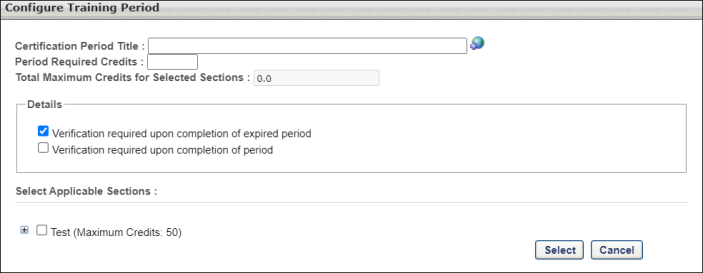 Configure Training Period
Certification Period Title :
Period Required Credits :
Total Maximum Credits for Selected Sections : 0.0
Details
Verification required upon completion of expired period
Verification required upon completion of period
Select Applicable Sections :
Test (Maximum Credits: 50)
Select Cancel